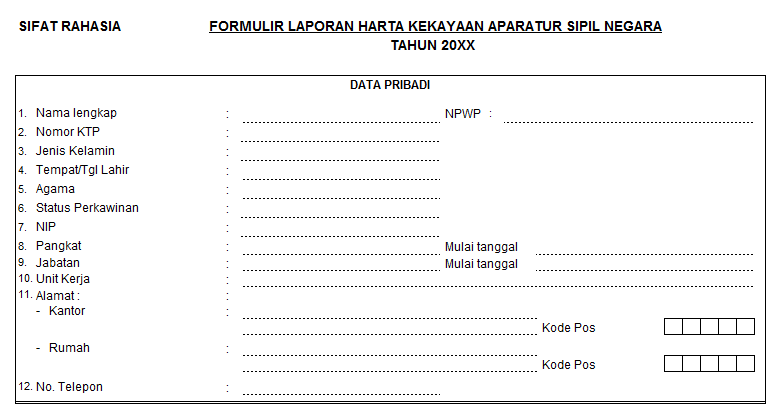 SIFAT RAHASIA FORMULIR LAPORAN HARTA KEKAYAAN APARATUR SIPIL NEGARA
TAHUN 20XX
DATA PRIBADI
1. Nama lengkap : NPWP :
2. Nomor KTP :
3. Jenis Kelamin :
4. Tempat/Tgl Lahir :
5. Agama :
6. Status Perkawinan :
7. NIP :
8. Pangkat : Mulai tanggal
9. Jabatan : Mulai tanggal
10. Unit Kerja :
11. Alamat : :
- Kantor :
Kode Pos
- Rumah :
Kode Pos
12. No. Telepon :